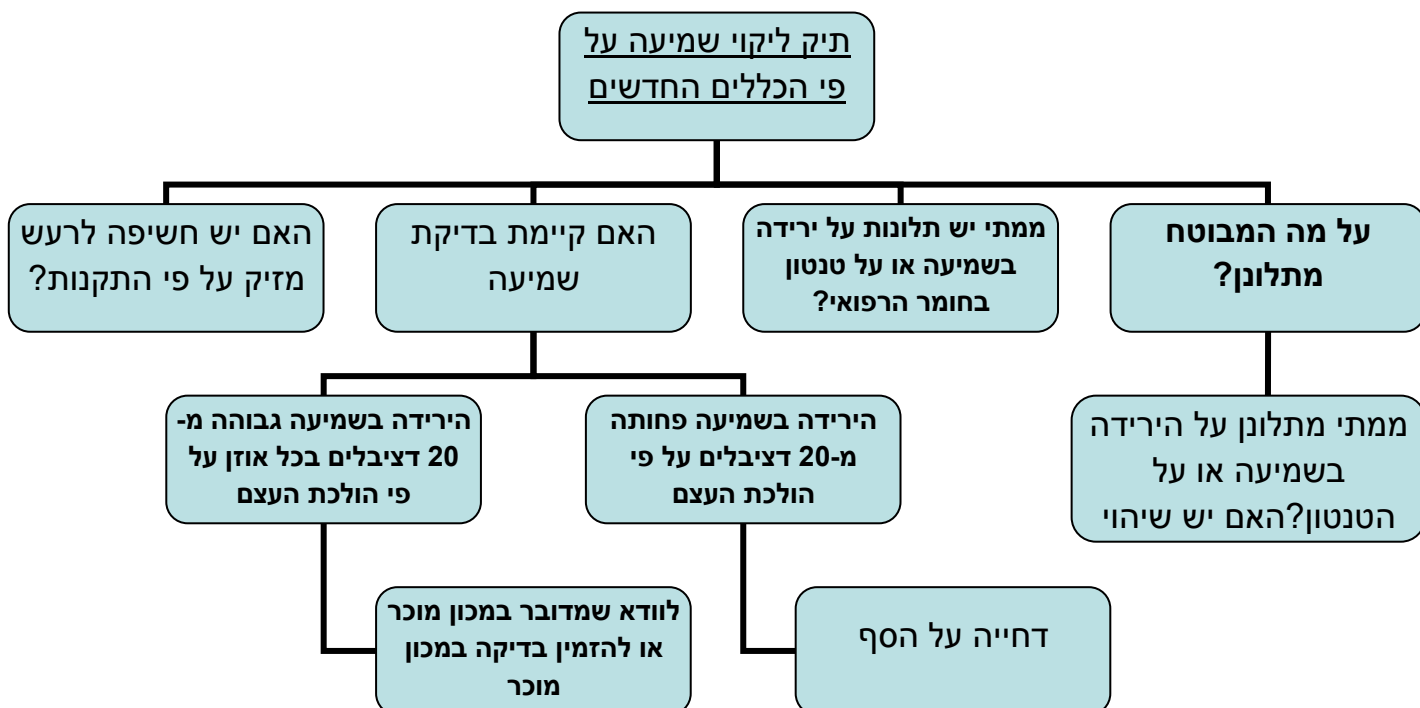 תיק ליקוי שמיעה על
פי הכללים החדשים
על מה המבוטח
מתלונן?
ממתי יש תלונות על ירידה
בשמיעה או על טנטון
בחומר הרפואי?
האם קיימת בדיקת
שמיעה
האם יש חשיפה לרעש
מזיק על פי התקנות?
ממתי מתלונן על הירידה
בשמיעה או על
הטנטון?האם יש שיהוי
הירידה בשמיעה פחותה
מ-20 דציבלים על פי
הולכת העצם
הירידה בשמיעה גבוהה מ-
20 דציבלים בכל אוזן על
פי הולכת העצם
דחייה על הסף
לוודא שמדובר במכון מוכר
או להזמין בדיקה במכון
מוכר